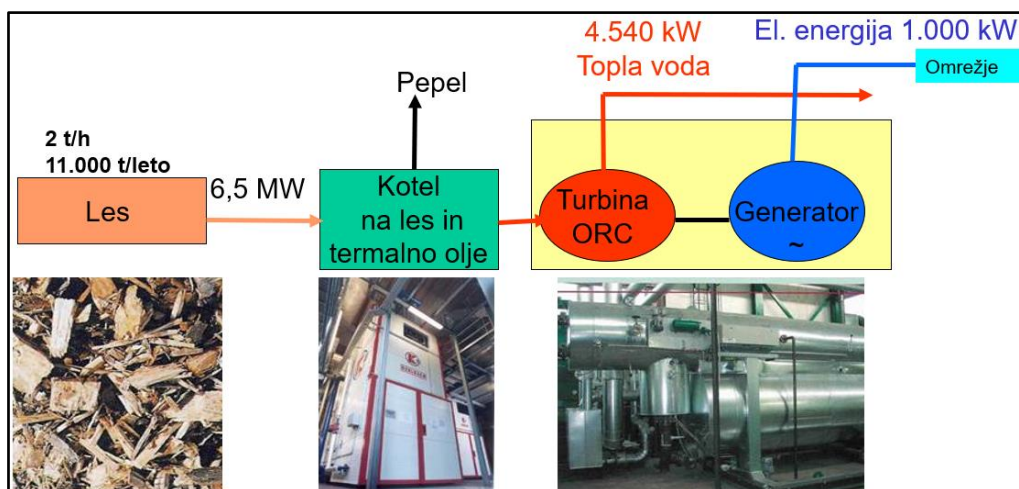 4.540 kW
Topla voda
El. energija 1.000 kW
Omrežje
Pepel
2 t/h
11.000 t/leto
Les
6,5 MW
Kotel
na les in
termalno olje
Turbina
ORC
Generator
~